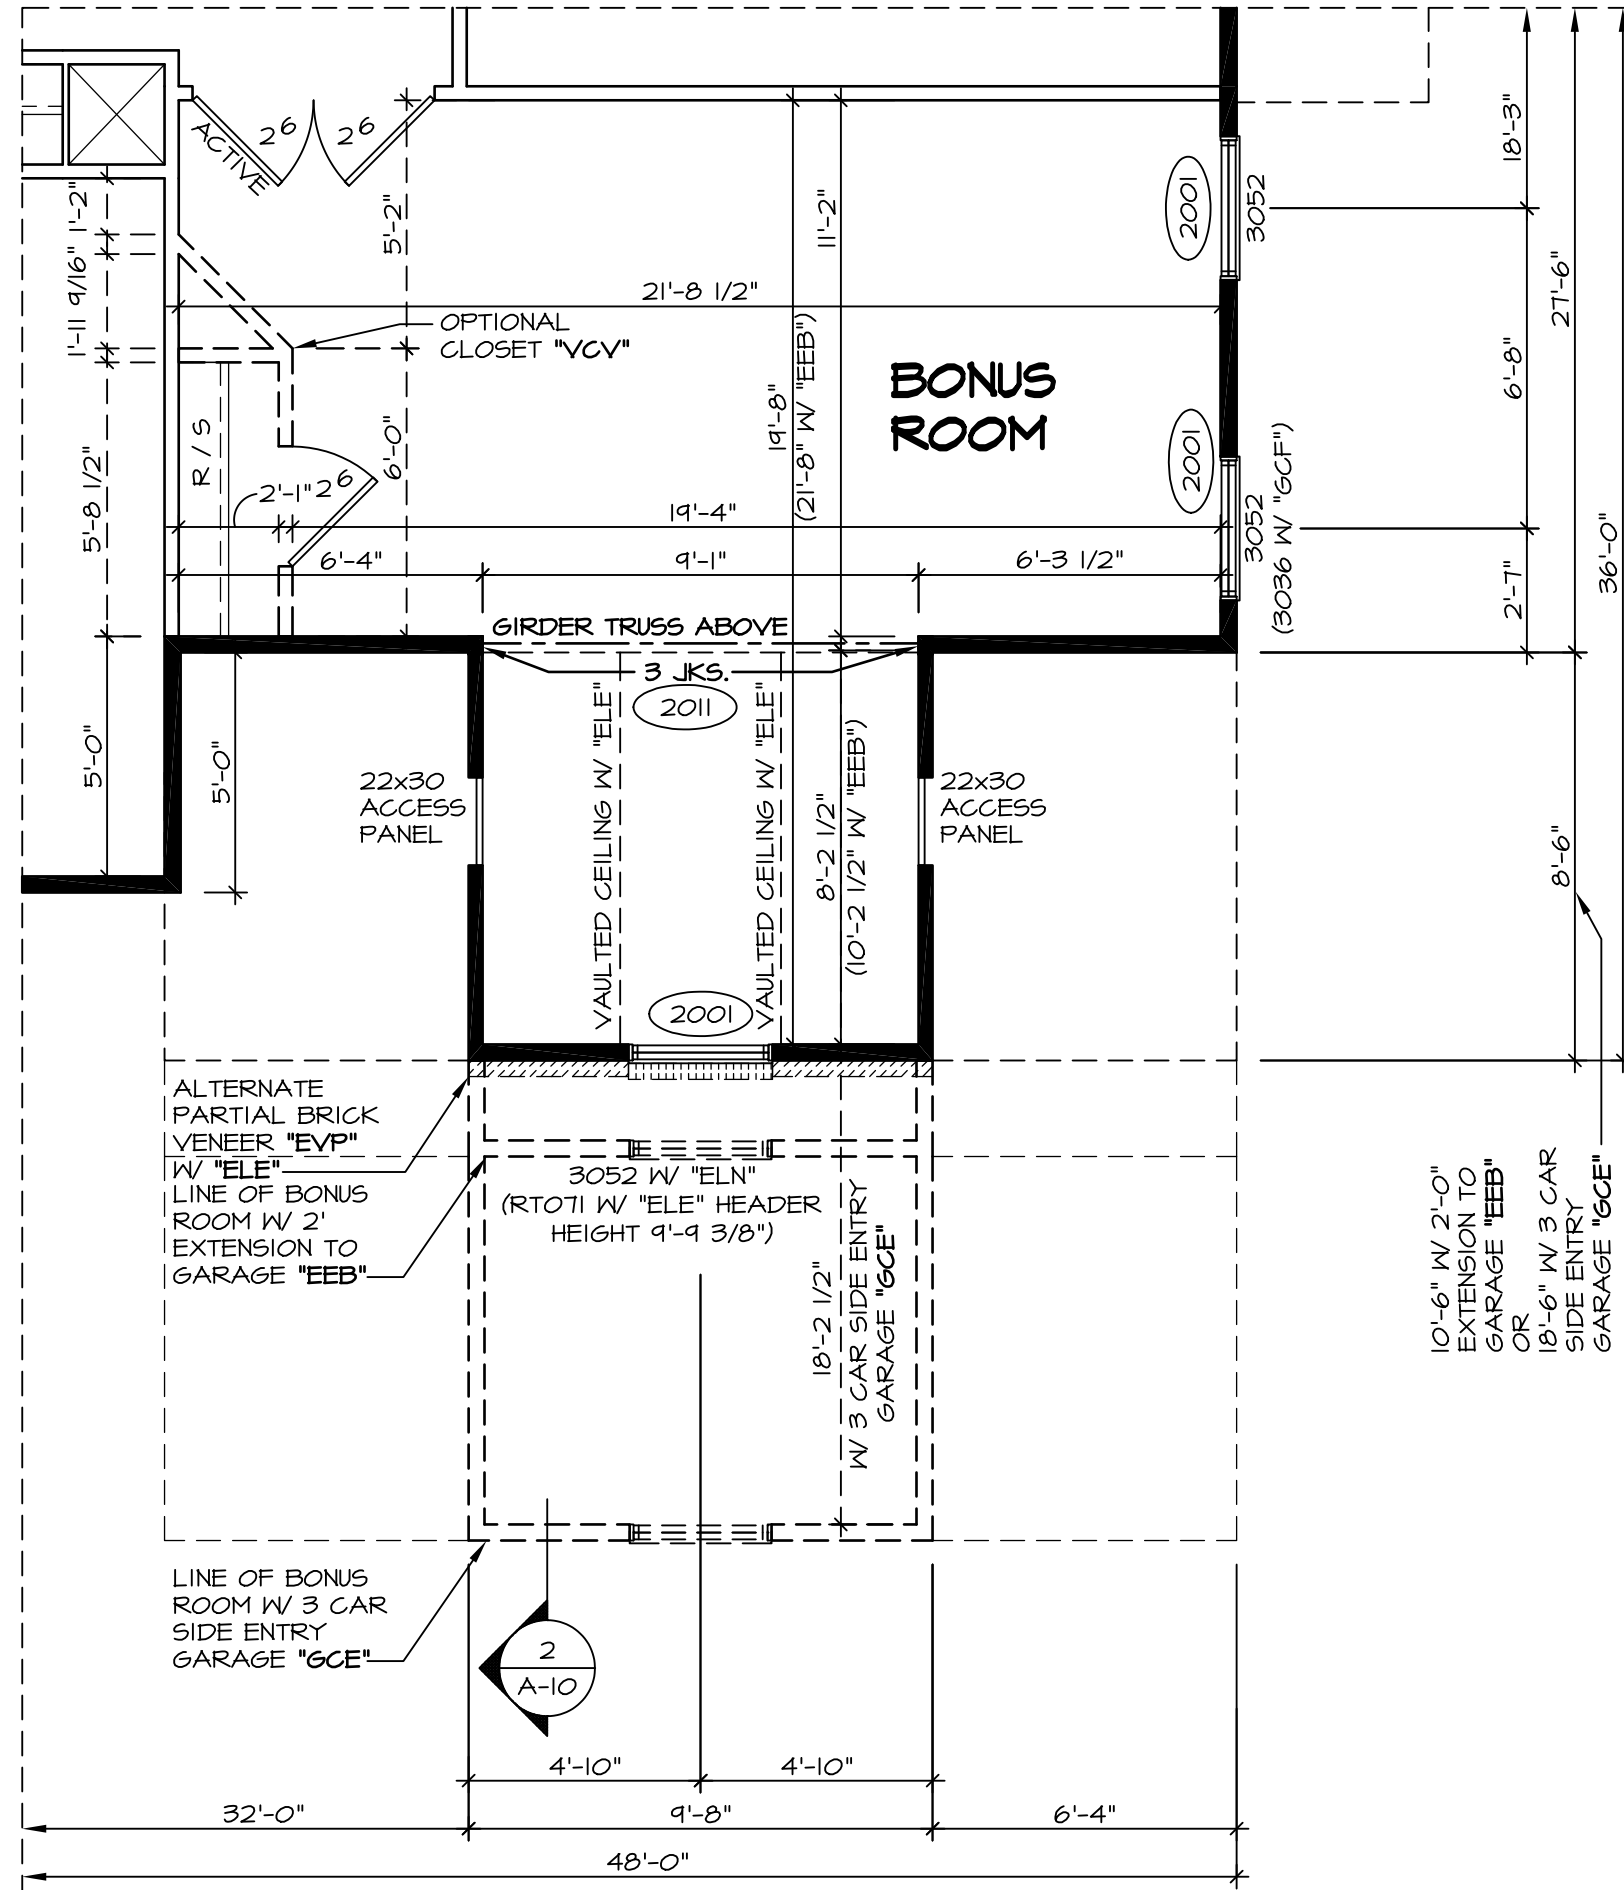 2⁶
2⁶
ACTIVE
18'-3"
2001
3052
1'-2"
5'-2"
11'-2"
27'-6"
1'-11 9/16"
21'-8 1/2"
OPTIONAL
CLOSET "VCV"
19'-8"
(21'-8" W/ "EEB")
BONUS
ROOM
6'-8"
R / S
6'-0"
2001
3052
(3036 W/ "GCF")
5'-8 1/2"
2'-1"
2⁶
19'-4"
36'-0"
6'-4"
9'-1"
6'-3 1/2"
2'-7"
GIRDER TRUSS ABOVE
3 JKS.
2011
5'-0"
5'-0"
22x30
ACCESS
PANEL
VAULTED CEILING W/ "ELE"
VAULTED CEILING W/ "ELE"
8'-2 1/2"
(10'-2 1/2" W/ "EEB")
22x30
ACCESS
PANEL
8'-6"
2001
ALTERNATE
PARTIAL BRICK
VENEER "EVP"
W/ "ELE"
LINE OF BONUS
ROOM W/ 2'
EXTENSION TO
GARAGE "EEB"
3052 W/ "ELN"
(RT071 W/ "ELE" HEADER
HEIGHT 9'-9 3/8")
18'-2 1/2"
W/ 3 CAR SIDE ENTRY
GARAGE "GCE"
10'-6" W/ 2'-0"
EXTENSION TO
GARAGE "EEB"
OR
18'-6" W/ 3 CAR
SIDE ENTRY
GARAGE "GCE"
LINE OF BONUS
ROOM W/ 3 CAR
SIDE ENTRY
GARAGE "GCE"
2
A-10
4'-10"
4'-10"
32'-0"
9'-8"
6'-4"
48'-0"